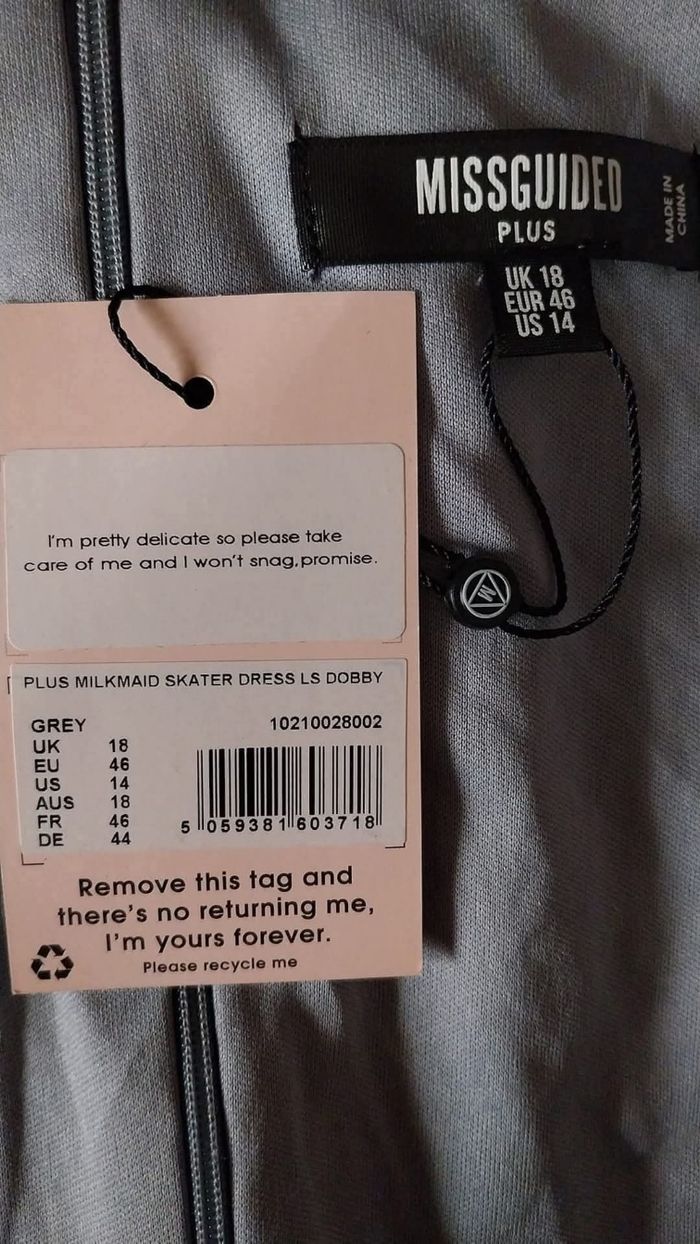 MISSGUIDED
PLUS
MADE IN
CHINA
UK 18
EUR 46
US 14
I'm pretty delicate so please take
care of me and I won't snag, promise.
PLUS MILKMAID SKATER DRESS LS DOBBY
GREY 10210028002
UK 18
EU 46
US 14
AUS 18
FR 46
DE 44
5 059381 603718
Remove this tag and
there's no returning me,
I'm yours forever.
Please recycle me
M